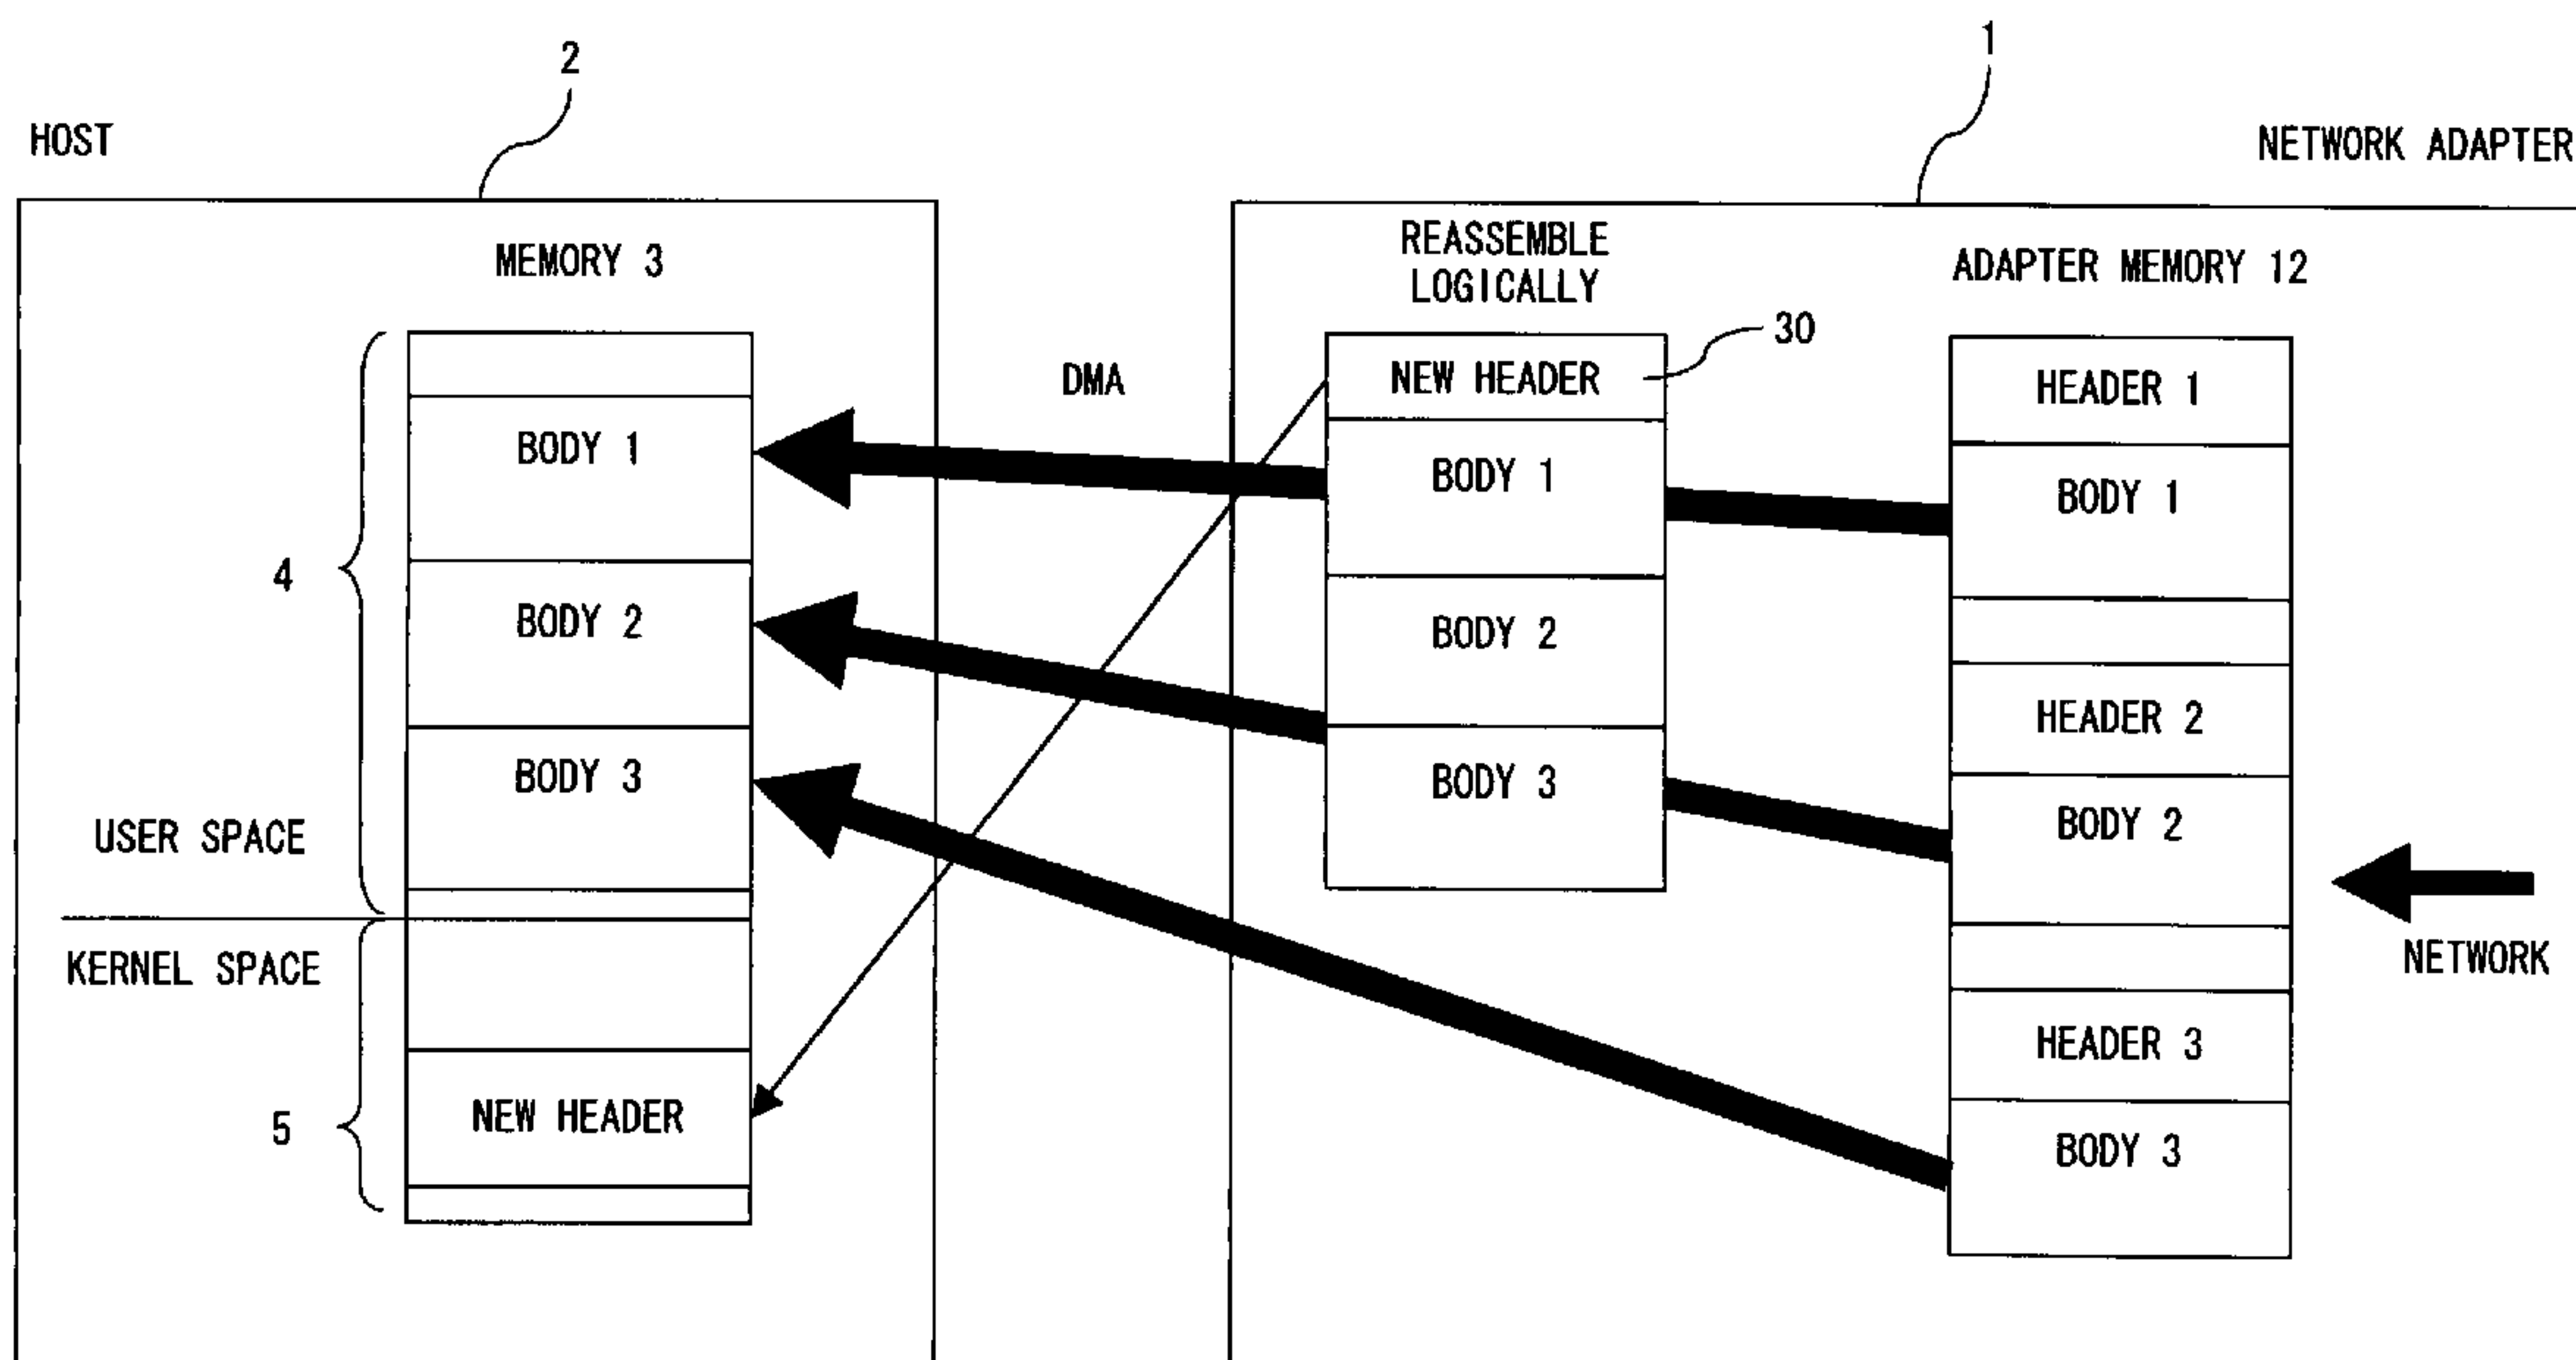 2
1
HOST
NETWORK ADAPTER
MEMORY 3
REASSEMBLE
LOGICALLY
ADAPTER MEMORY 12
30
DMA
NEW HEADER
HEADER 1
BODY 1
BODY 1
BODY 1
4
BODY 2
BODY 2
HEADER 2
BODY 3
BODY 3
BODY 2
USER SPACE
KERNEL SPACE
NETWORK
HEADER 3
5
NEW HEADER
BODY 3